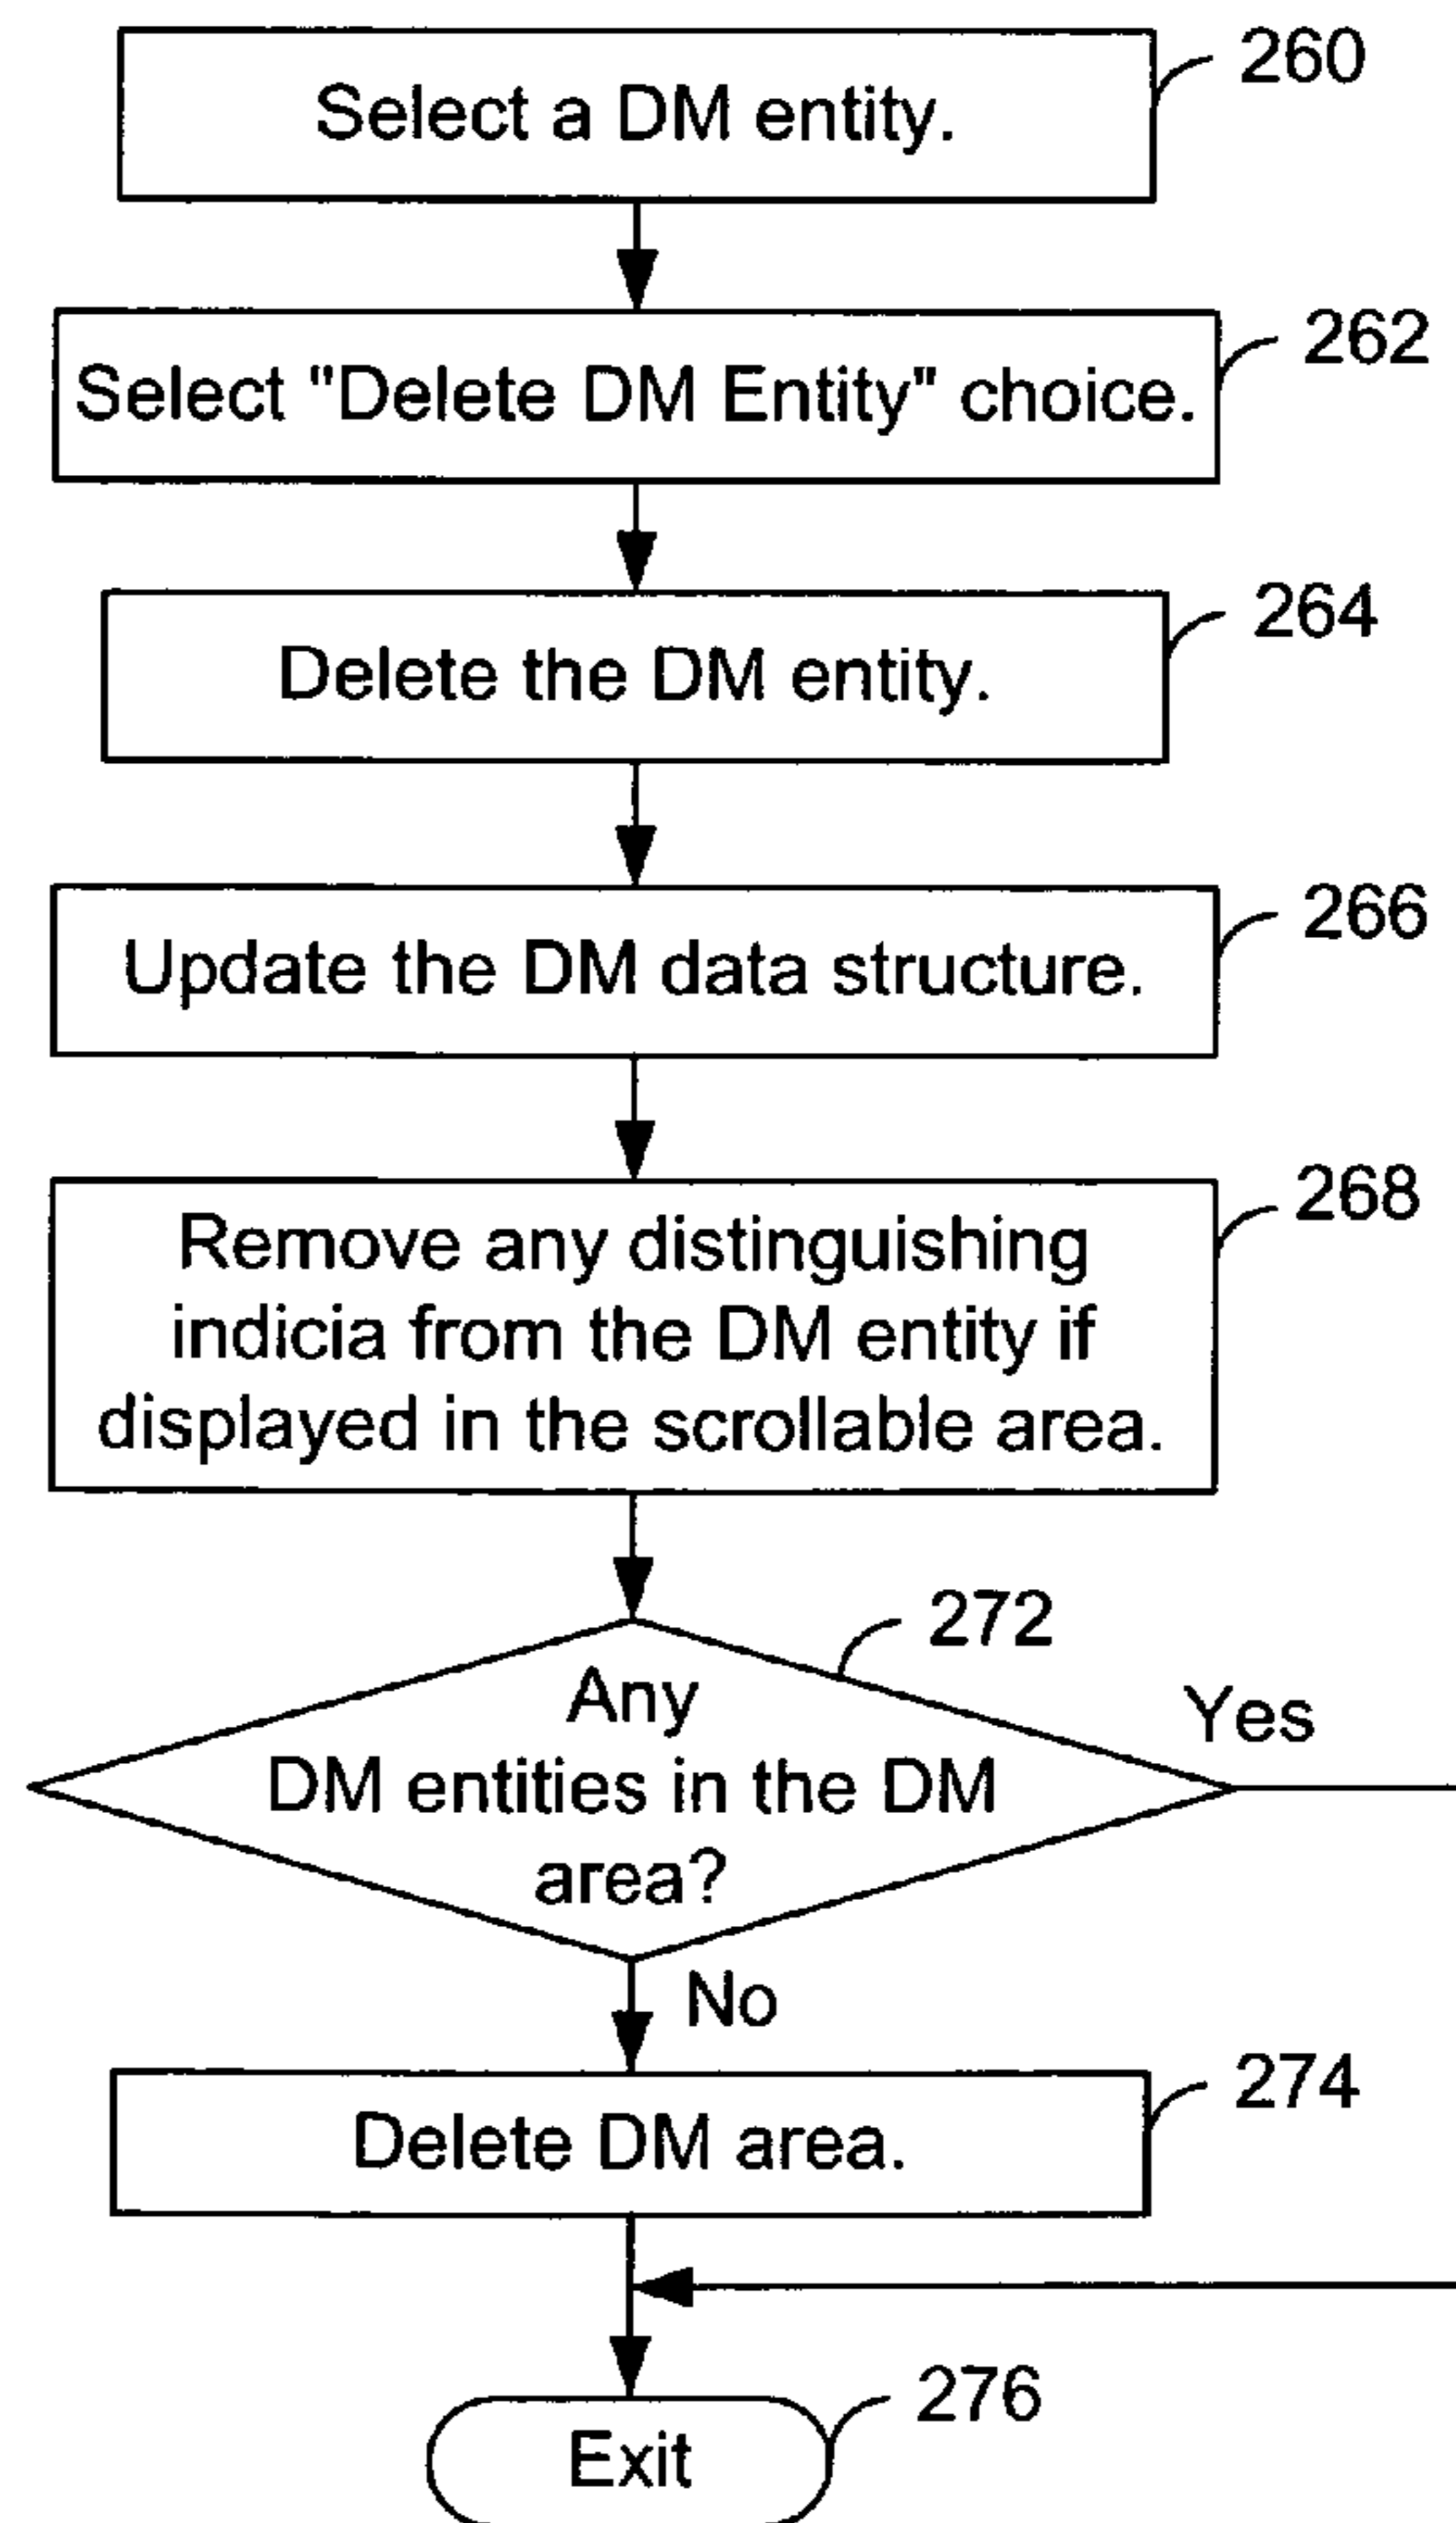 260
Select a DM entity.
262
Select "Delete DM Entity" choice.
264
Delete the DM entity.
266
Update the DM data structure.
268
Remove any distinguishing
indicia from the DM entity if
displayed in the scrollable area.
272
Any
DM entities in the DM
area?
Yes
No
274
Delete DM area.
276
Exit